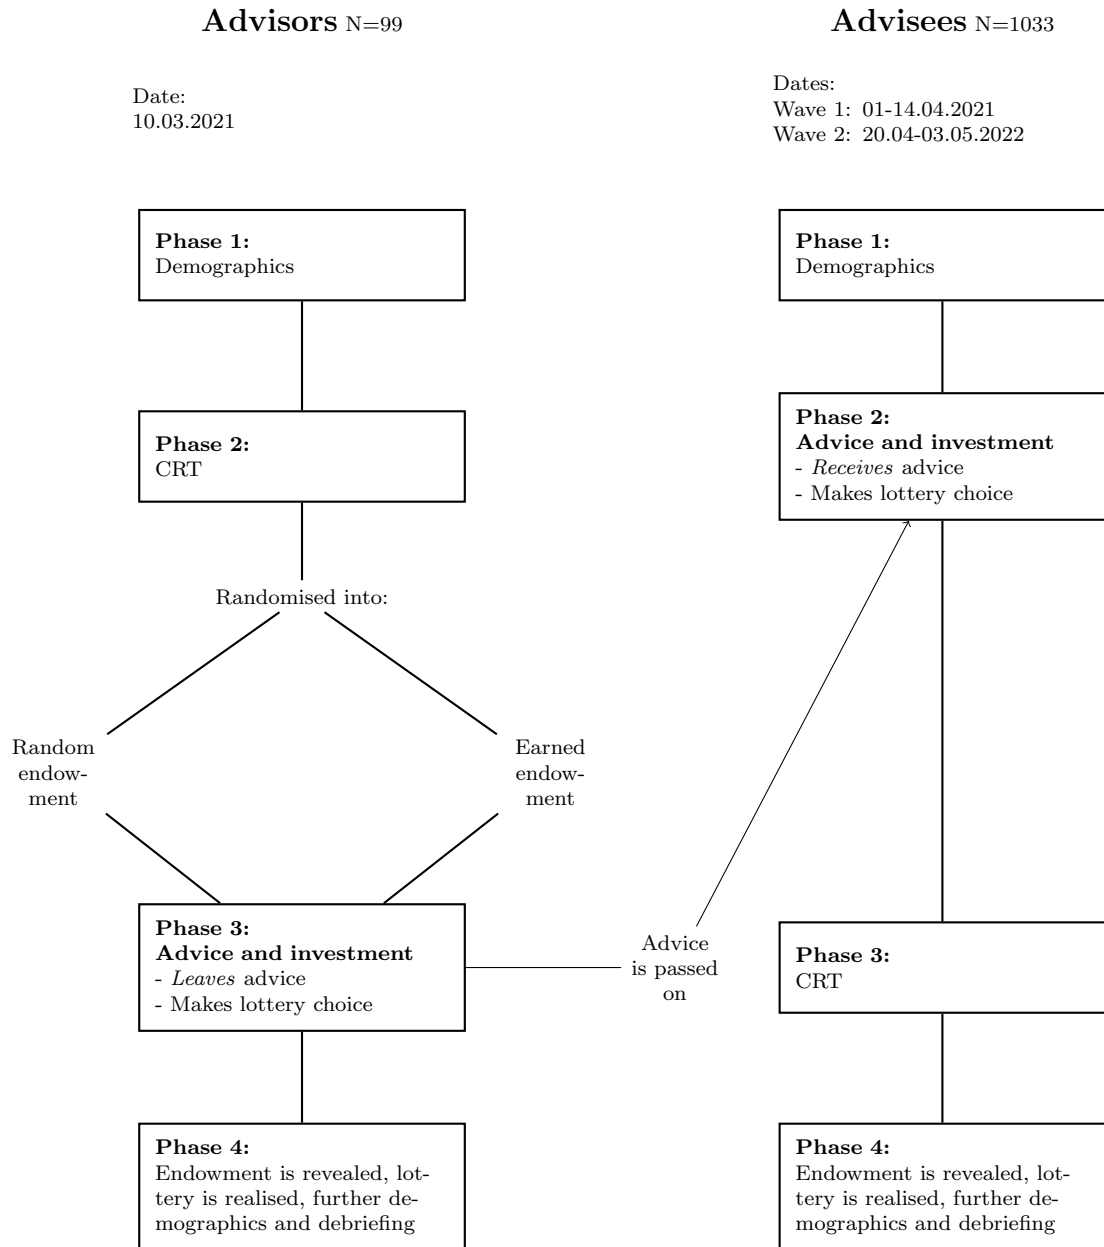 Advisors N=99
Date:
10.03.2021
Phase 1:
Demographics
Phase 2:
CRT
Randomised into:
Random
endow-
ment
Earned
endow-
ment
Phase 3:
Advice and investment
- Leaves advice
- Makes lottery choice
Advice
is passed
on
Phase 4:
Endowment is revealed, lot-
tery is realised, further de-
mographics and debriefing
Advisees N=1033
Dates:
Wave 1: 01-14.04.2021
Wave 2: 20.04-03.05.2022
Phase 1:
Demographics
Phase 2:
Advice and investment
- Receives advice
- Makes lottery choice
Phase 3:
CRT
Phase 4:
Endowment is revealed, lot-
tery is realised, further de-
mographics and debriefing